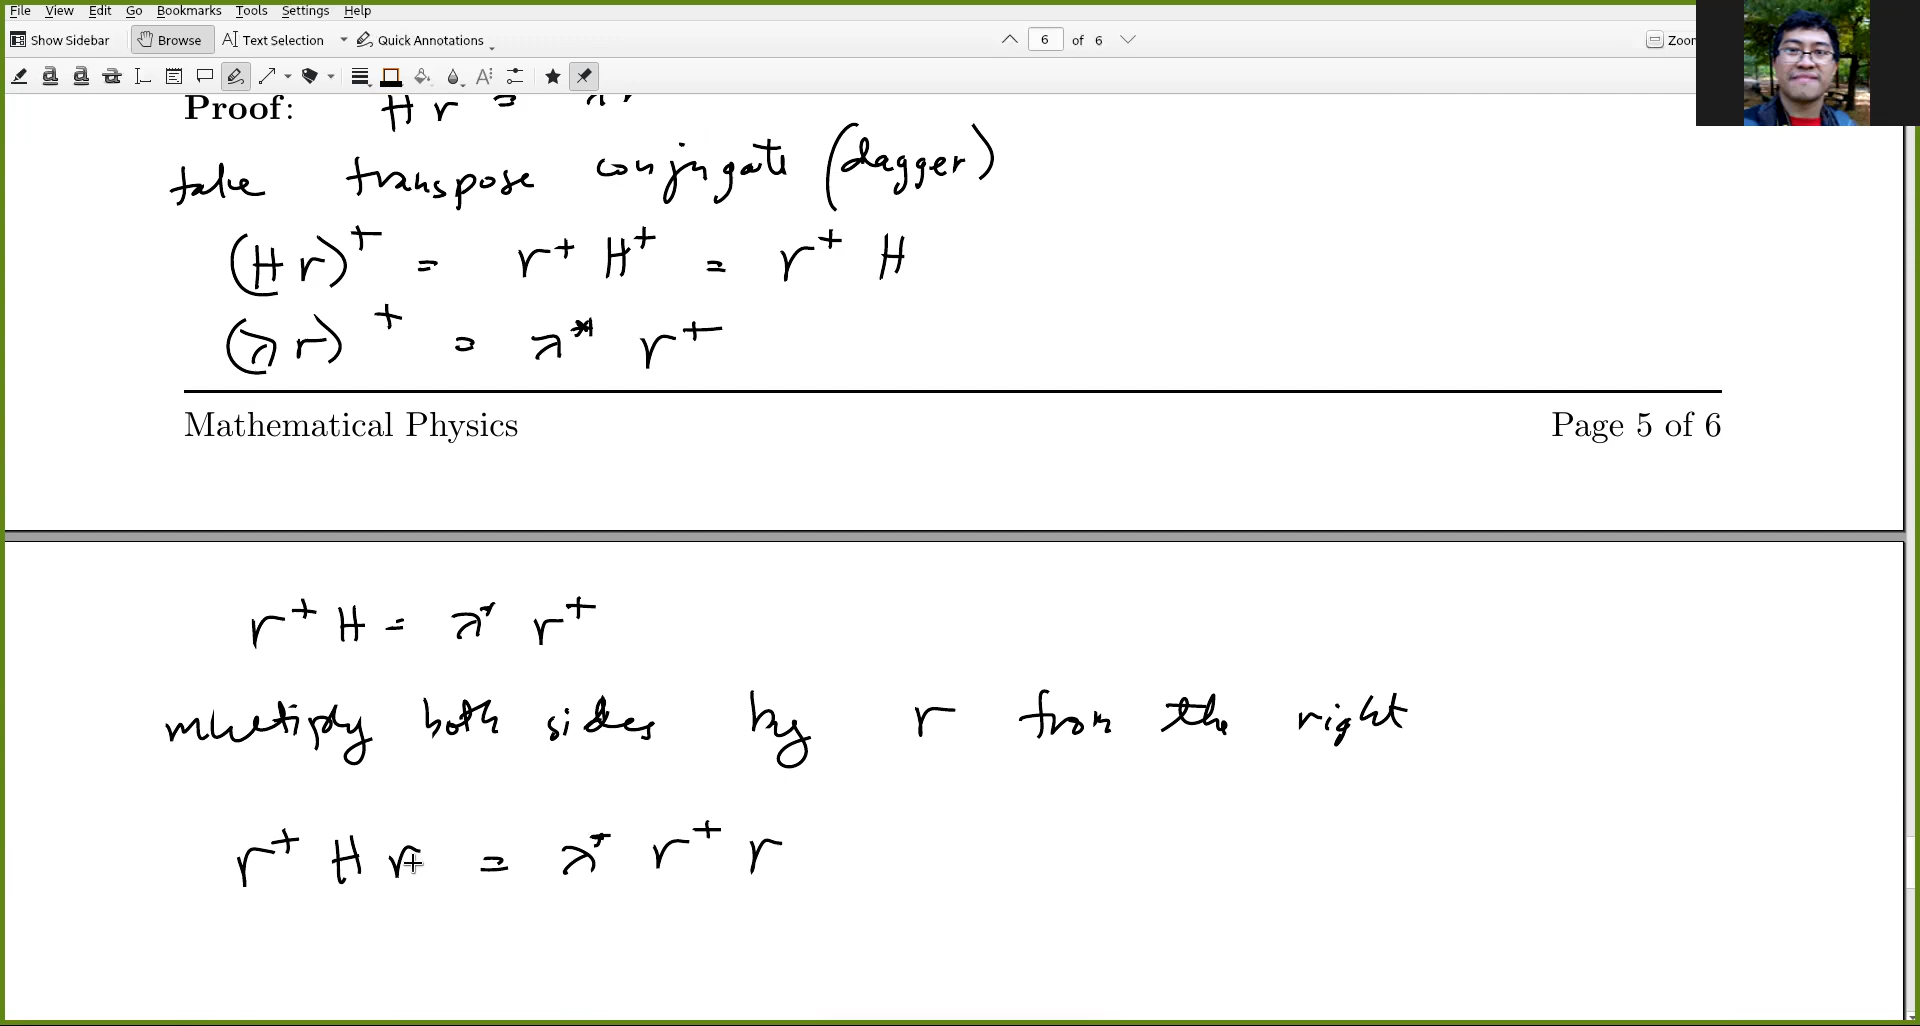 File View Edit Go Bookmarks Tools Settings Help
Show Sidebar Browse Text Selection Quick Annotations 6 of 6 Zoom
Proof: H r = λ r
take transpose conjugate (dagger)
(H r)⁺ = r⁺ H⁺ = r⁺ H
(λ r)⁺ = λ* r⁺
Mathematical Physics Page 5 of 6
r⁺ H = λ* r⁺
multiply both sides by r from the right
r⁺ H r = λ* r⁺ r